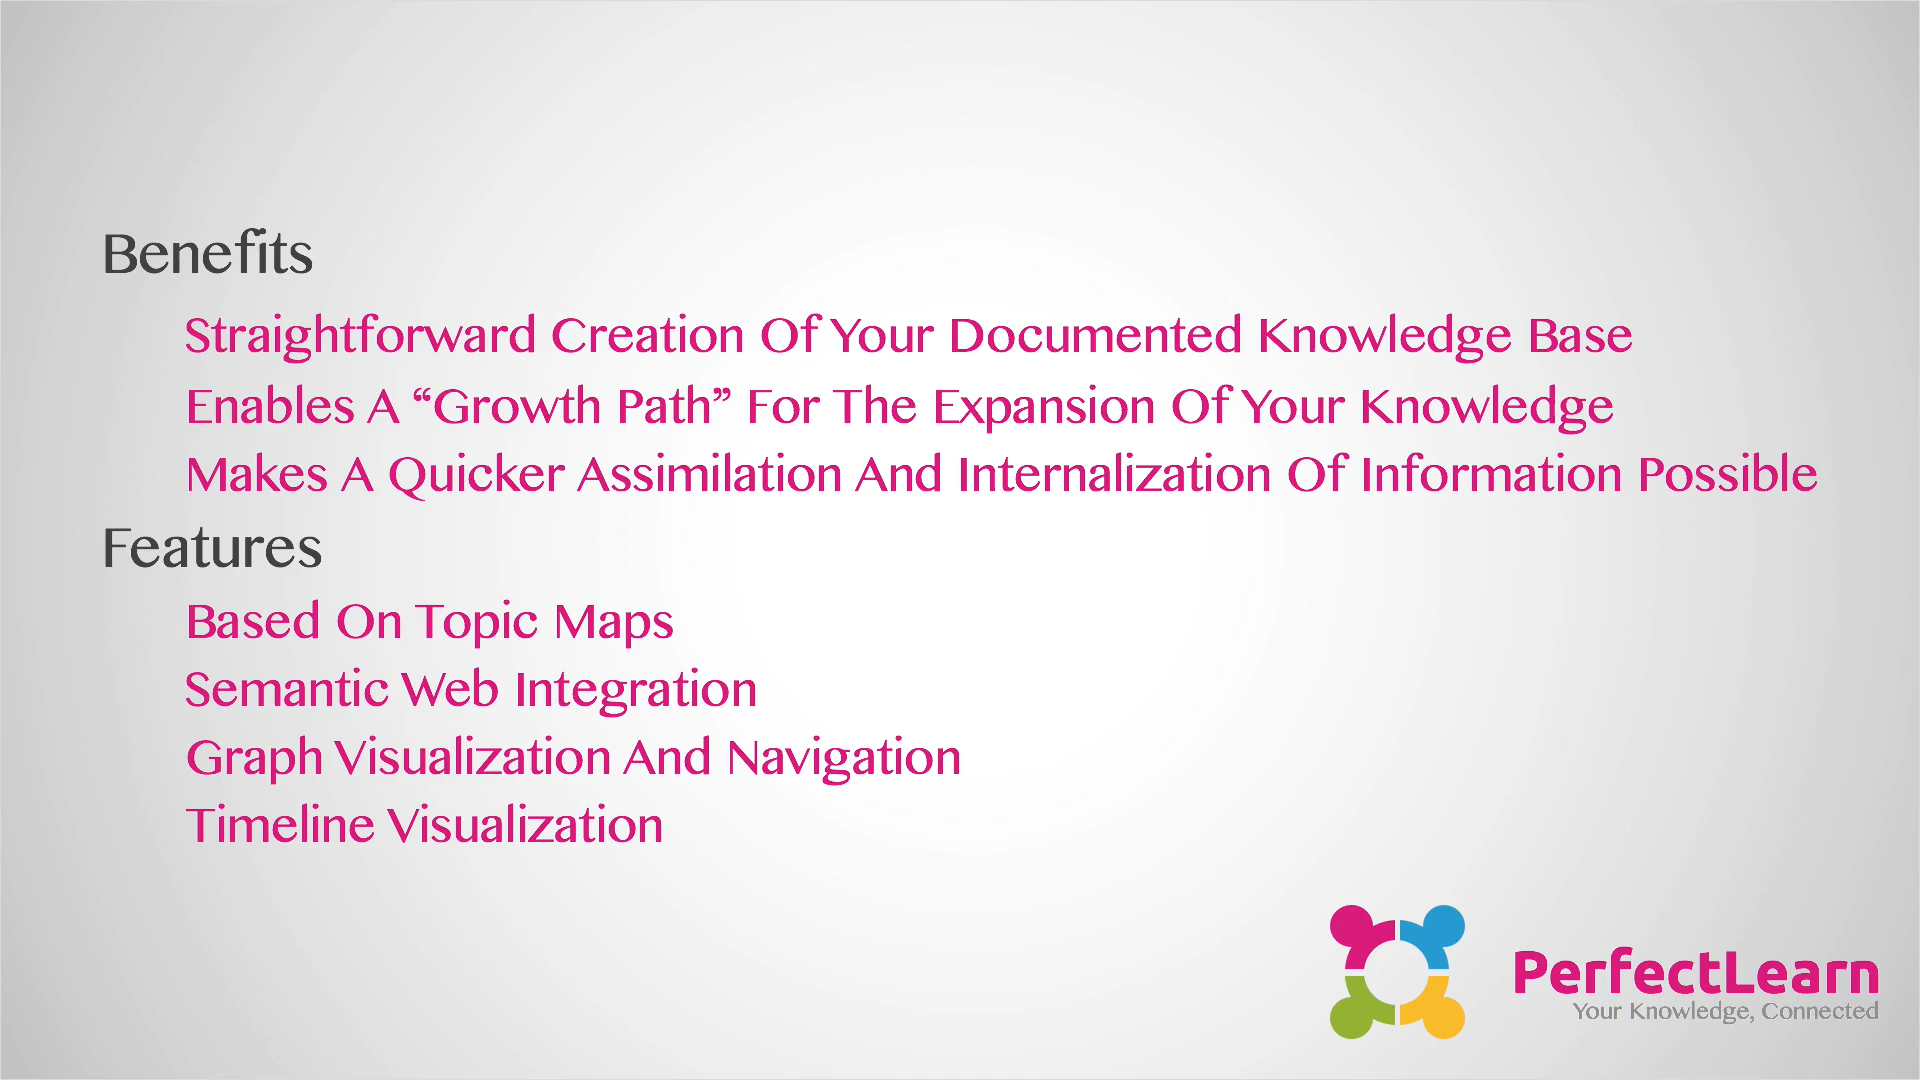 Benefits
Straightforward Creation Of Your Documented Knowledge Base
Enables A “Growth Path” For The Expansion Of Your Knowledge
Makes A Quicker Assimilation And Internalization Of Information Possible
Features
Based On Topic Maps
Semantic Web Integration
Graph Visualization And Navigation
Timeline Visualization
PerfectLearn
Your Knowledge, Connected